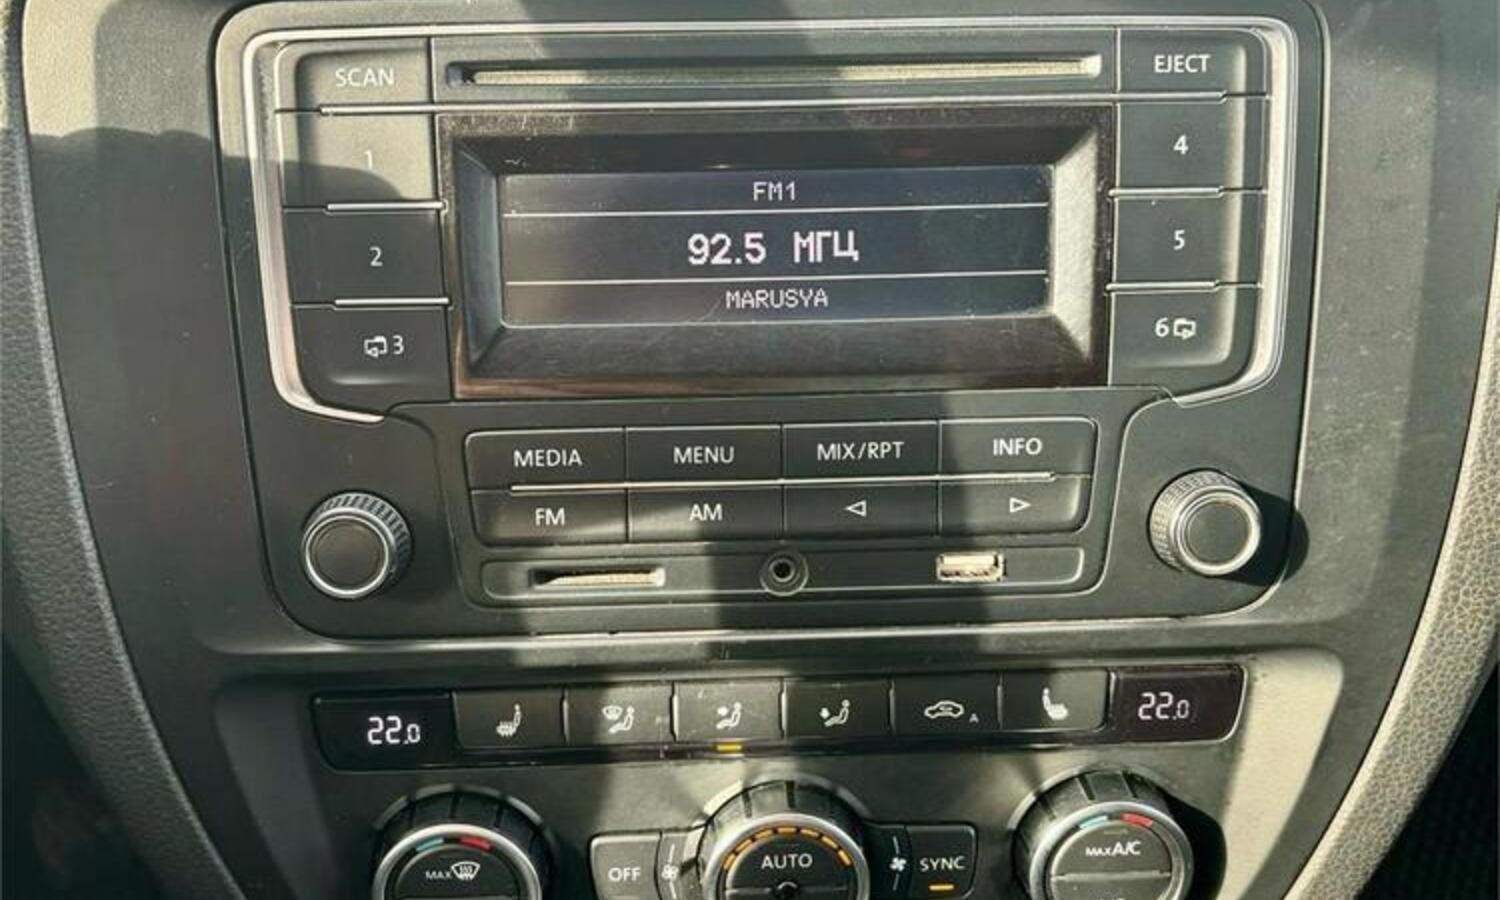 SCAN
EJECT
1
4
FM1
2
92.5 МГЦ
5
MARUSYA
3
6
MEDIA
MENU
MIX/RPT
INFO
FM
AM
22.0
22.0
A
MAX
OFF
AUTO
SYNC
MAX A/C